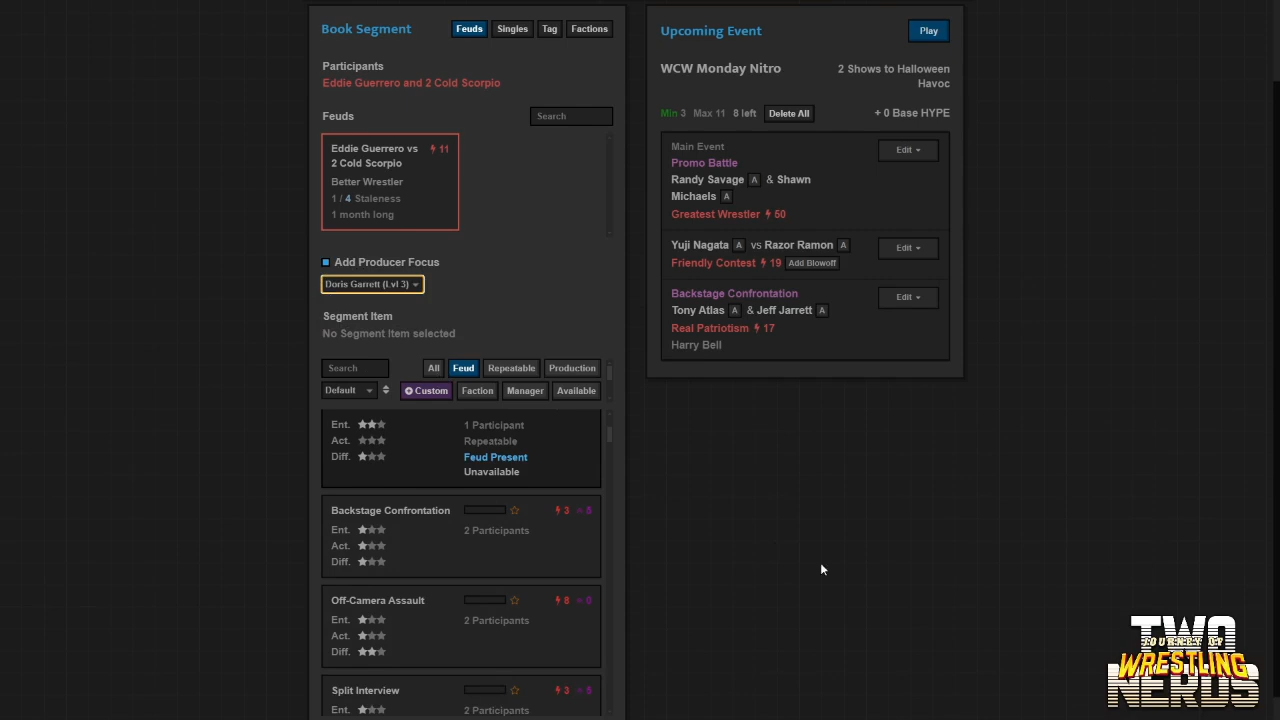 Book Segment
Feuds
Singles
Tag
Factions
Participants
Eddie Guerrero and 2 Cold Scorpio
Feuds
Search
Eddie Guerrero vs 11
2 Cold Scorpio
Better Wrestler
1 / 4 Staleness
1 month long
Add Producer Focus
Doris Garrett (Lvl 3)
Segment Item
No Segment Item selected
Search
All
Feud
Repeatable
Production
Default
Custom
Faction
Manager
Available
Ent. 1 Participant
Act. Repeatable
Diff. Feud Present
Unavailable
Backstage Confrontation 3 5
Ent. 2 Participants
Act.
Diff.
Off-Camera Assault 8 0
Ent. 2 Participants
Act.
Diff.
Split Interview 3
Ent. 2 Participants
Upcoming Event
Play
WCW Monday Nitro
2 Shows to Halloween
Havoc
Min 3 Max 11 8 left
Delete All
+ 0 Base HYPE
Main Event
Edit
Promo Battle
Randy Savage A & Shawn
Michaels A
Greatest Wrestler 50
Yuji Nagata A vs Razor Ramon A
Edit
Friendly Contest 19 Add Blowoff
Backstage Confrontation
Edit
Tony Atlas A & Jeff Jarrett A
Real Patriotism 17
Harry Bell
TWO
JOURNEY OF
WRESTLING
NERDS